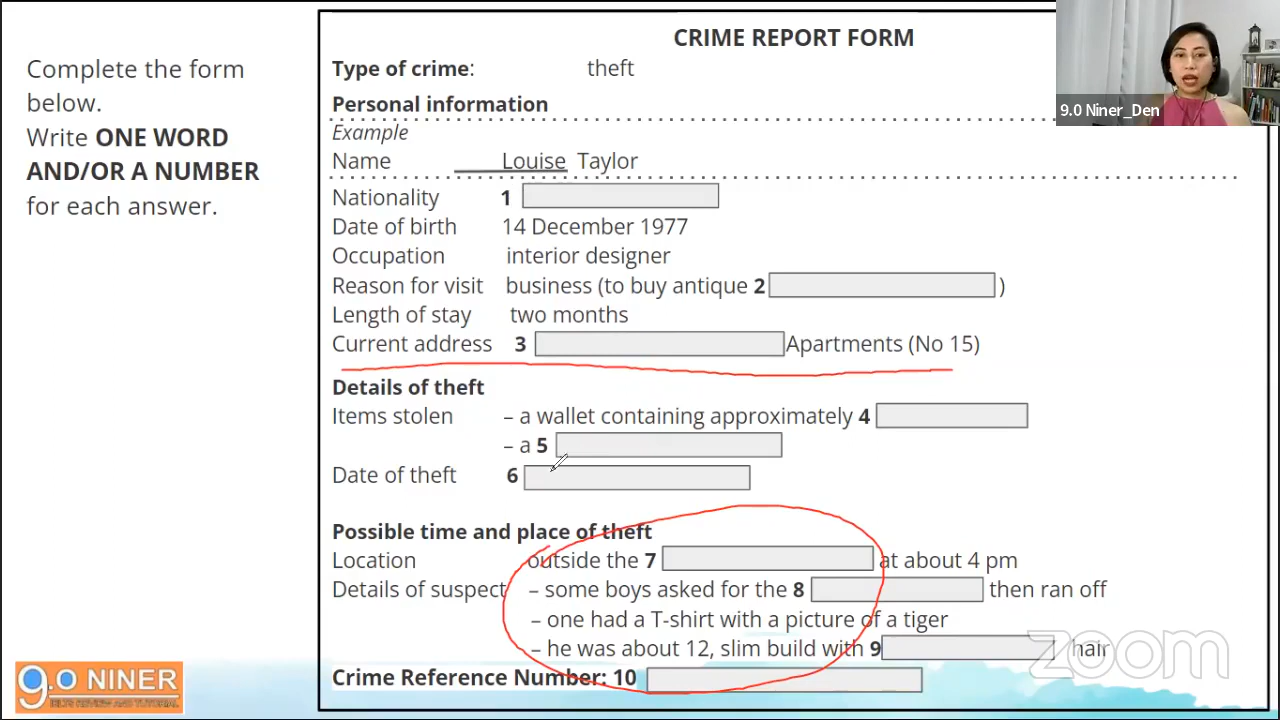 Complete the form
below.
Write ONE WORD
AND/OR A NUMBER
for each answer.
CRIME REPORT FORM
Type of crime: theft
Personal information
Example
Name Louise Taylor
Nationality 1
Date of birth 14 December 1977
Occupation interior designer
Reason for visit business (to buy antique 2 )
Length of stay two months
Current address 3 Apartments (No 15)
Details of theft
Items stolen – a wallet containing approximately 4
– a 5
Date of theft 6
Possible time and place of theft
Location outside the 7 at about 4 pm
Details of suspect – some boys asked for the 8 then ran off
– one had a T-shirt with a picture of a tiger
– he was about 12, slim build with 9 hair
Crime Reference Number: 10
9.0 Niner_Den
zoom
9.0 NINER
IELTS REVIEW AND TUTORIAL